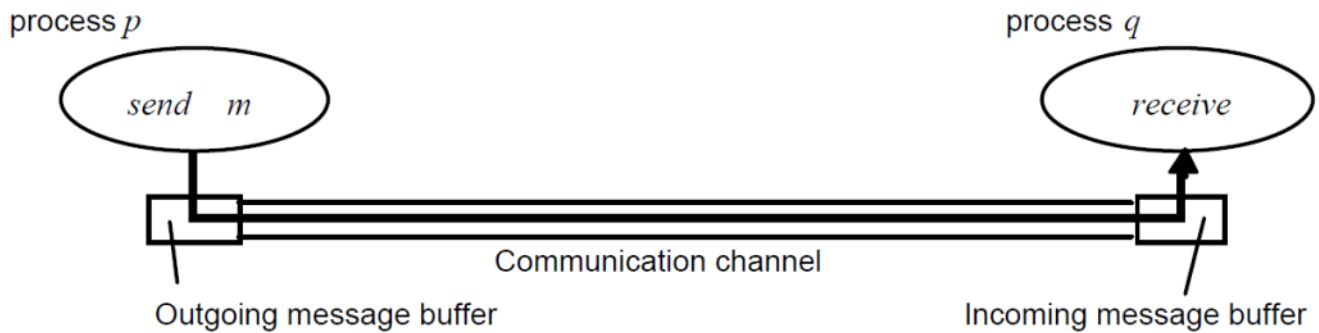 process p
process q
send m
receive
Communication channel
Outgoing message buffer
Incoming message buffer